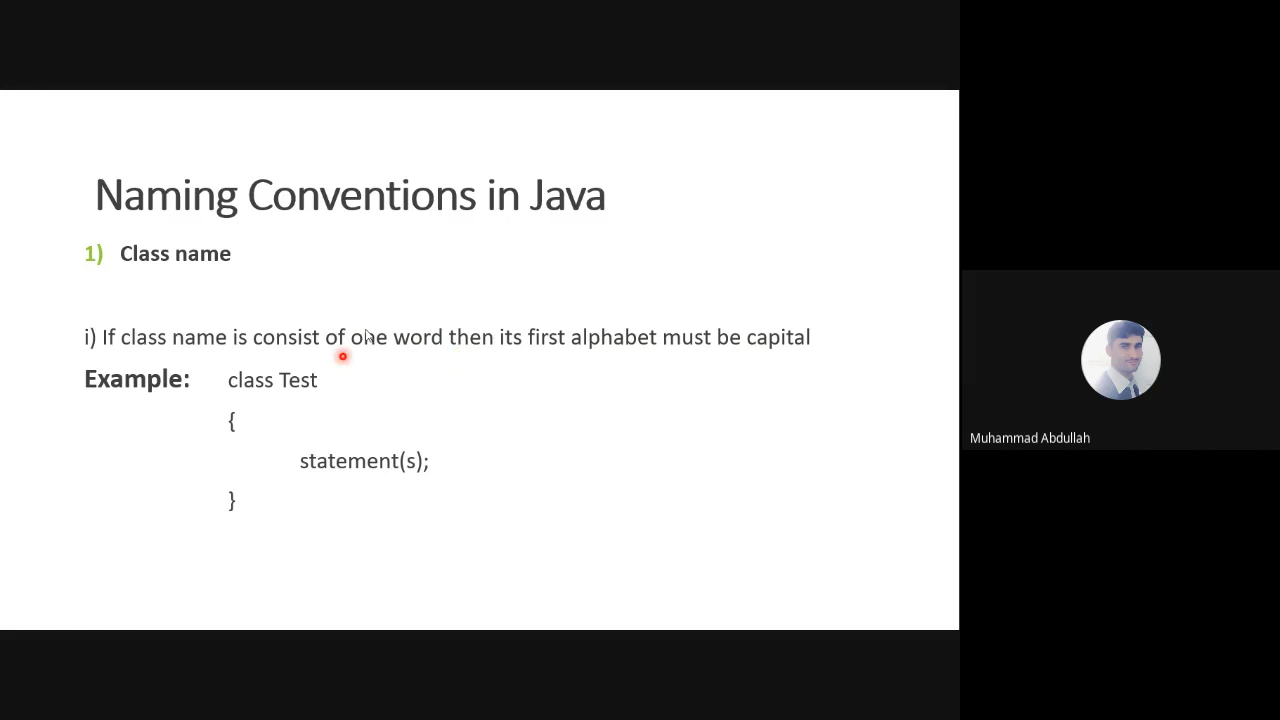 Naming Conventions in Java
1) Class name
i) If class name is consist of one word then its first alphabet must be capital
Example: class Test
{
statement(s);
}
Muhammad Abdullah